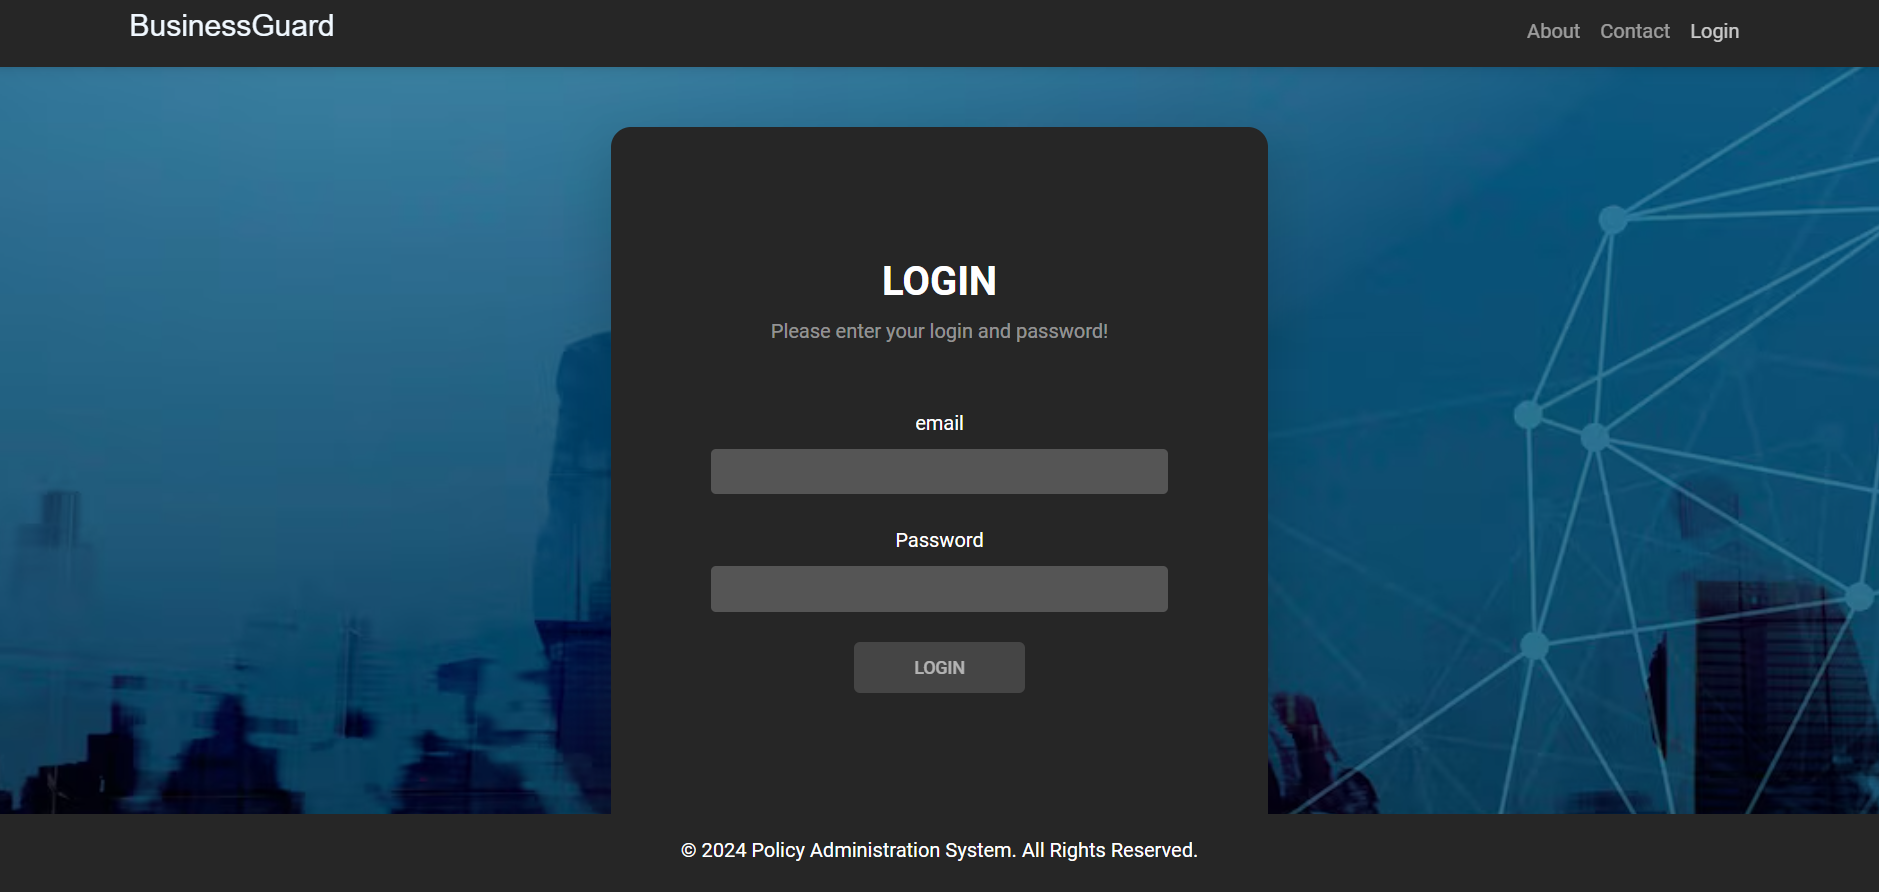 BusinessGuard
About Contact Login
LOGIN
Please enter your login and password!
email
Password
LOGIN
© 2024 Policy Administration System. All Rights Reserved.